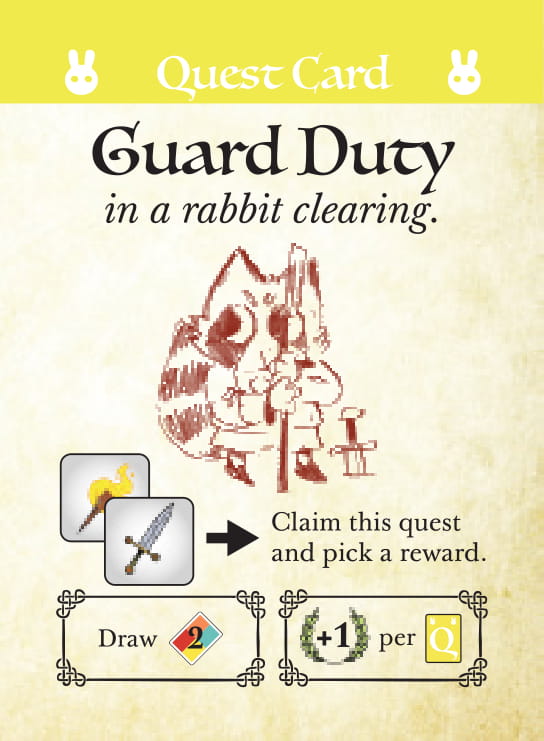 Quest Card
Guard Duty
in a rabbit clearing.
Claim this quest
and pick a reward.
Draw 2
+1 per Q